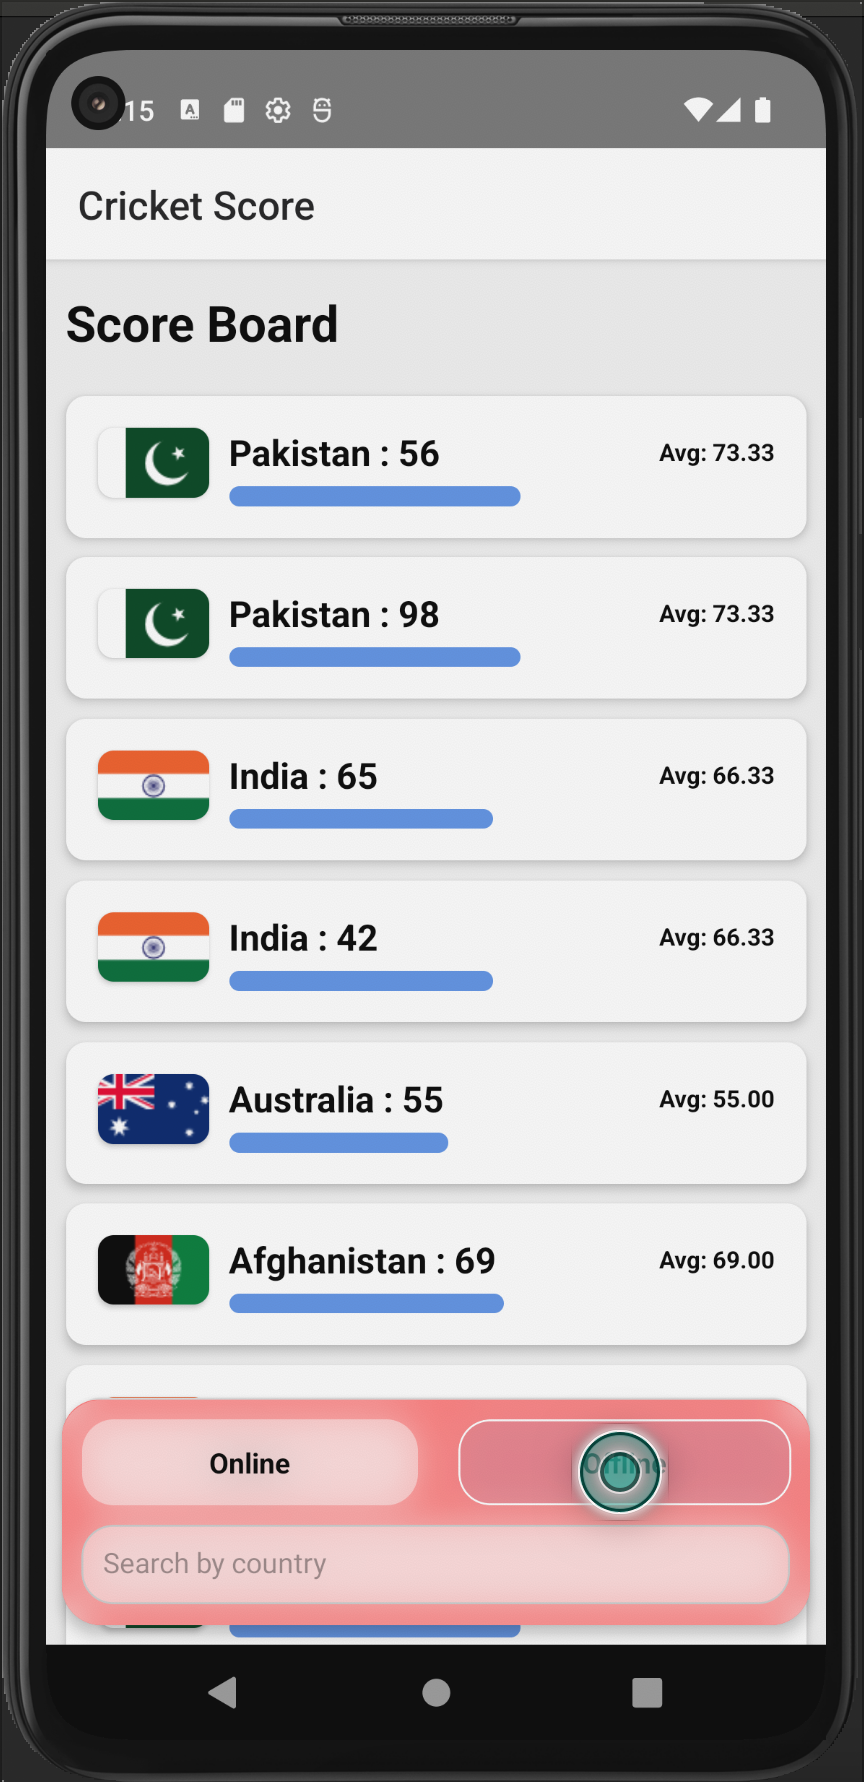 15
Cricket Score
Score Board
Pakistan : 56
Avg: 73.33
Pakistan : 98
Avg: 73.33
India : 65
Avg: 66.33
India : 42
Avg: 66.33
Australia : 55
Avg: 55.00
Afghanistan : 69
Avg: 69.00
Online
Offline
Search by country